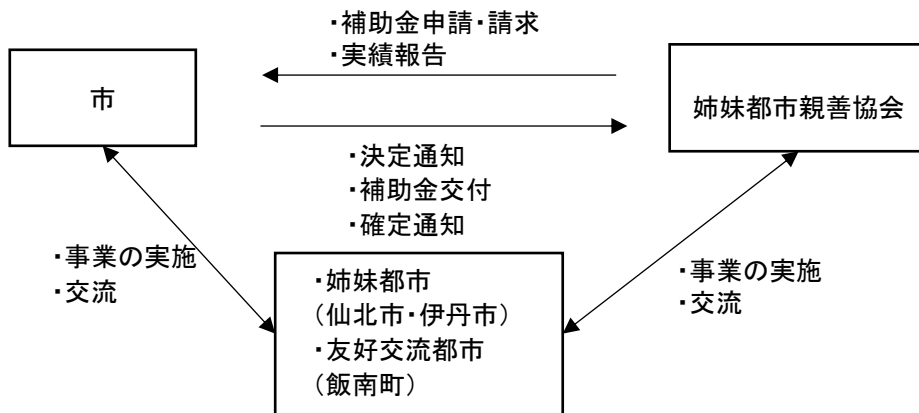 ・補助金申請・請求
・実績報告
市
姉妹都市親善協会
・決定通知
・補助金交付
・確定通知
・事業の実施
・交流
・姉妹都市
(仙北市・伊丹市)
・友好交流都市
(飯南町)
・事業の実施
・交流